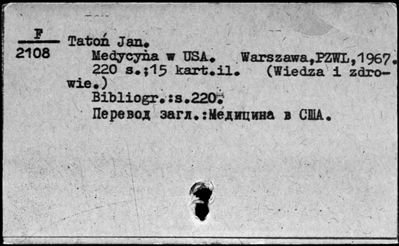 F
2108
Tatoń Jan.
Medycyna w USA. Warszawa,PZWL,1967.
220 s.;15 kart.il. (Wiedza i zdro-
wie.)
Bibliogr.:s.220.
Перевод загл.:Медицина в США.